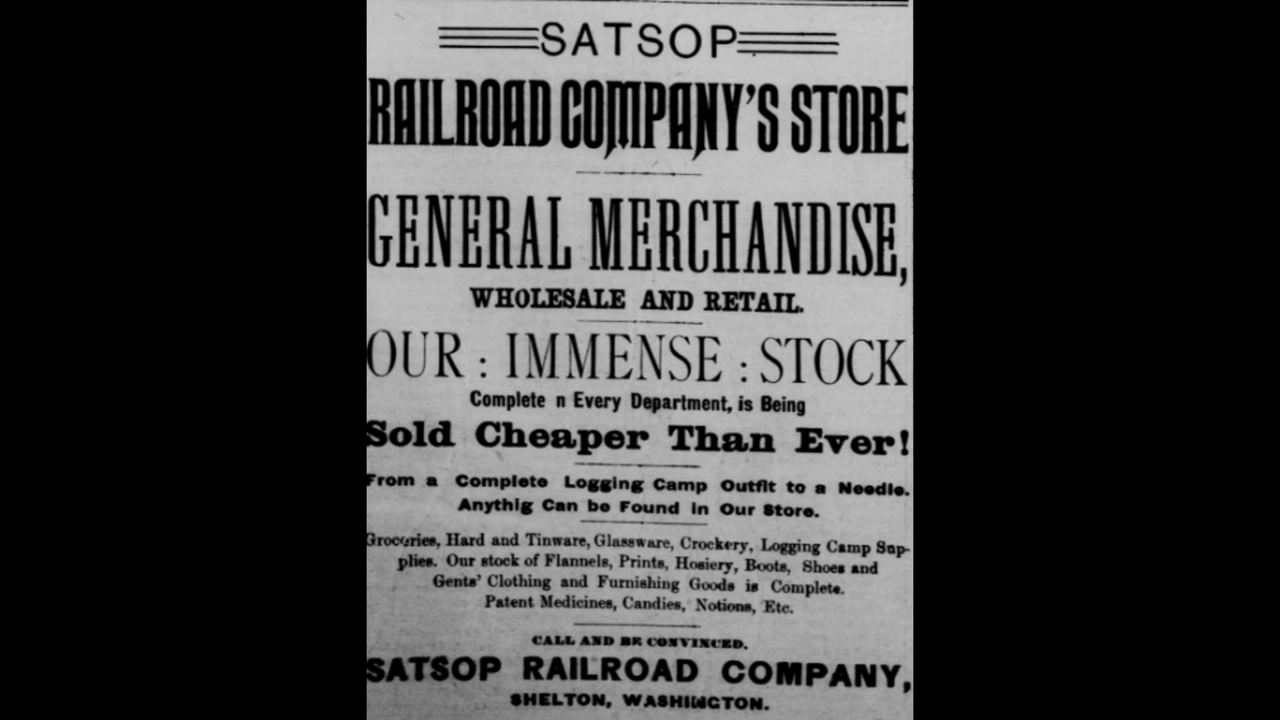 SATSOP
RAILROAD COMPANY'S STORE
GENERAL MERCHANDISE,
WHOLESALE AND RETAIL.
OUR : IMMENSE : STOCK
Complete n Every Department, is Being
Sold Cheaper Than Ever!
From a Complete Logging Camp Outfit to a Needle.
Anythig Can be Found in Our Store.
Groceries, Hard and Tinware, Glassware, Crockery, Logging Camp Sup-
plies. Our stock of Flannels, Prints, Hosiery, Boots, Shoes and
Gents' Clothing and Furnishing Goods is Complete.
Patent Medicines, Candies, Notions, Etc.
CALL AND BE CONVINCED.
SATSOP RAILROAD COMPANY,
SHELTON, WASHINGTON.